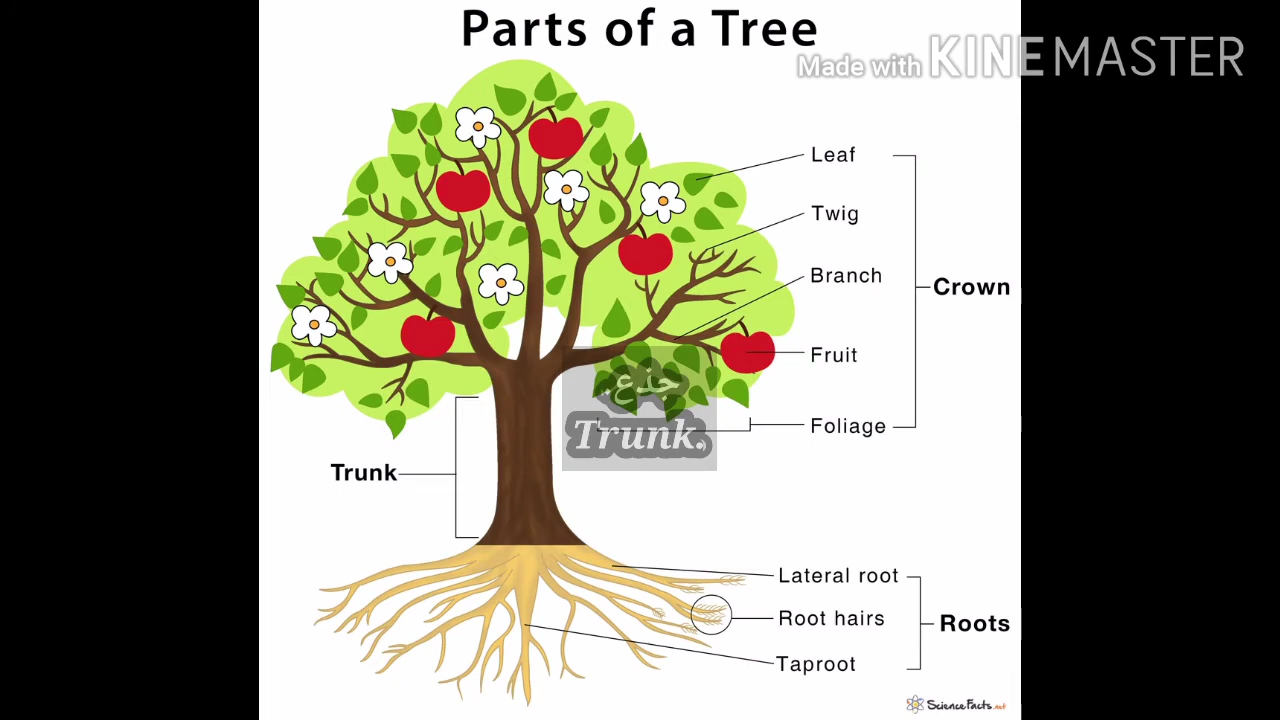 Parts of a Tree
Made with KINEMASTER
Leaf
Twig
Branch
Crown
Fruit
جذع.
Trunk.
Foliage
Trunk
Lateral root
Root hairs
Roots
Taproot
ScienceFacts.net